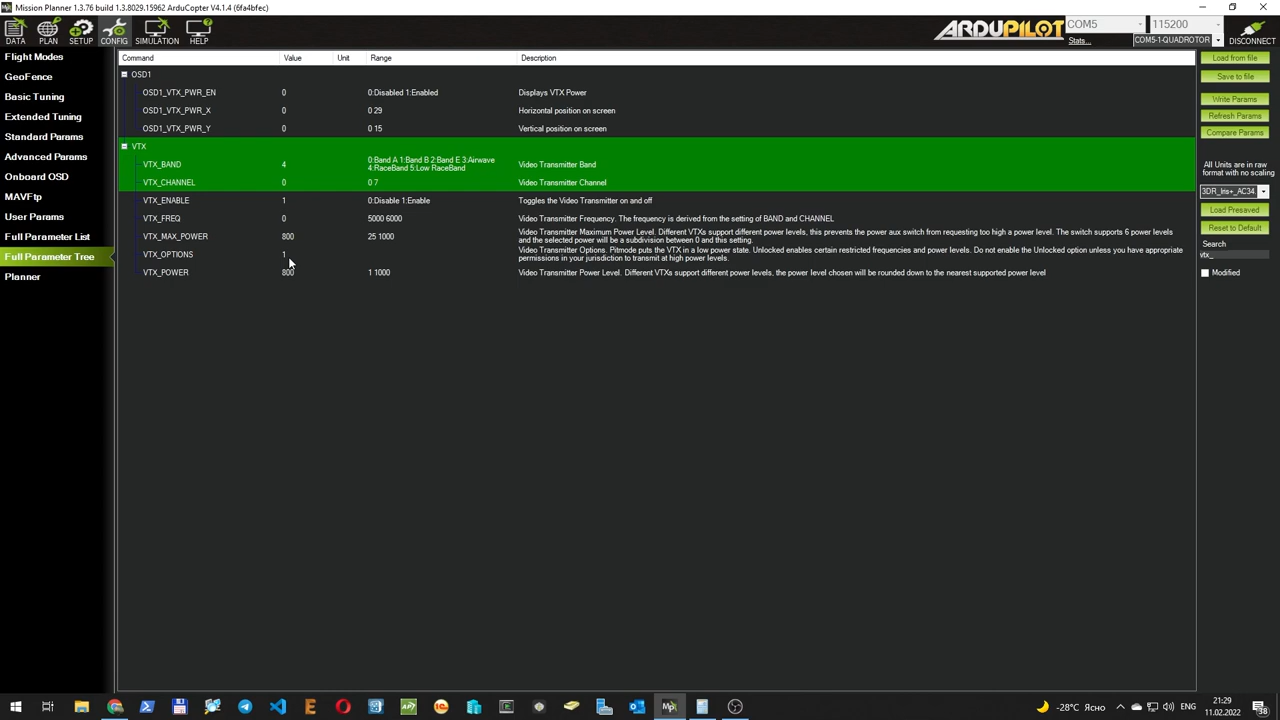 Mission Planner 1.3.76 build 1.3.8029.15962 ArduCopter V4.1.4 (6fa4bfec)
DATA PLAN SETUP CONFIG SIMULATION HELP
ARDUPILOT
COM5 115200
Stats... COM5-1-QUADROTOR DISCONNECT
Flight Modes
GeoFence
Basic Tuning
Extended Tuning
Standard Params
Advanced Params
Onboard OSD
MAVFtp
User Params
Full Parameter List
Full Parameter Tree
Planner
Command Value Unit Range Description
OSD1
OSD1_VTX_PWR_EN 0 0:Disabled 1:Enabled Displays VTX Power
OSD1_VTX_PWR_X 0 0 29 Horizontal position on screen
OSD1_VTX_PWR_Y 0 0 15 Vertical position on screen
VTX
VTX_BAND 4 0:Band A 1:Band B 2:Band E 3:Airwave
4:RaceBand 5:Low RaceBand Video Transmitter Band
VTX_CHANNEL 0 0 7 Video Transmitter Channel
VTX_ENABLE 1 0:Disable 1:Enable Toggles the Video Transmitter on and off
VTX_FREQ 0 5000 6000 Video Transmitter Frequency. The frequency is derived from the setting of BAND and CHANNEL
VTX_MAX_POWER 800 25 1000 Video Transmitter Maximum Power Level. Different VTXs support different power levels, this prevents the power aux switch from requesting too high a power level. The switch supports 6 power levels
and the selected power will be a subdivision between 0 and this setting.
VTX_OPTIONS 1 Video Transmitter Options. Pitmode puts the VTX in a low power state. Unlocked enables certain restricted frequencies and power levels. Do not enable the Unlocked option unless you have appropriate
permissions in your jurisdiction to transmit at high power levels.
VTX_POWER 800 1 1000 Video Transmitter Power Level. Different VTXs support different power levels, the power level chosen will be rounded down to the nearest supported power level
Load from file
Save to file
Write Params
Refresh Params
Compare Params
All Units are in raw
format with no scaling
3DR_Iris+_AC34
Load Presaved
Reset to Default
Search
vtx_
Modified
-28°C Ясно ENG 21:29
11.02.2022
38